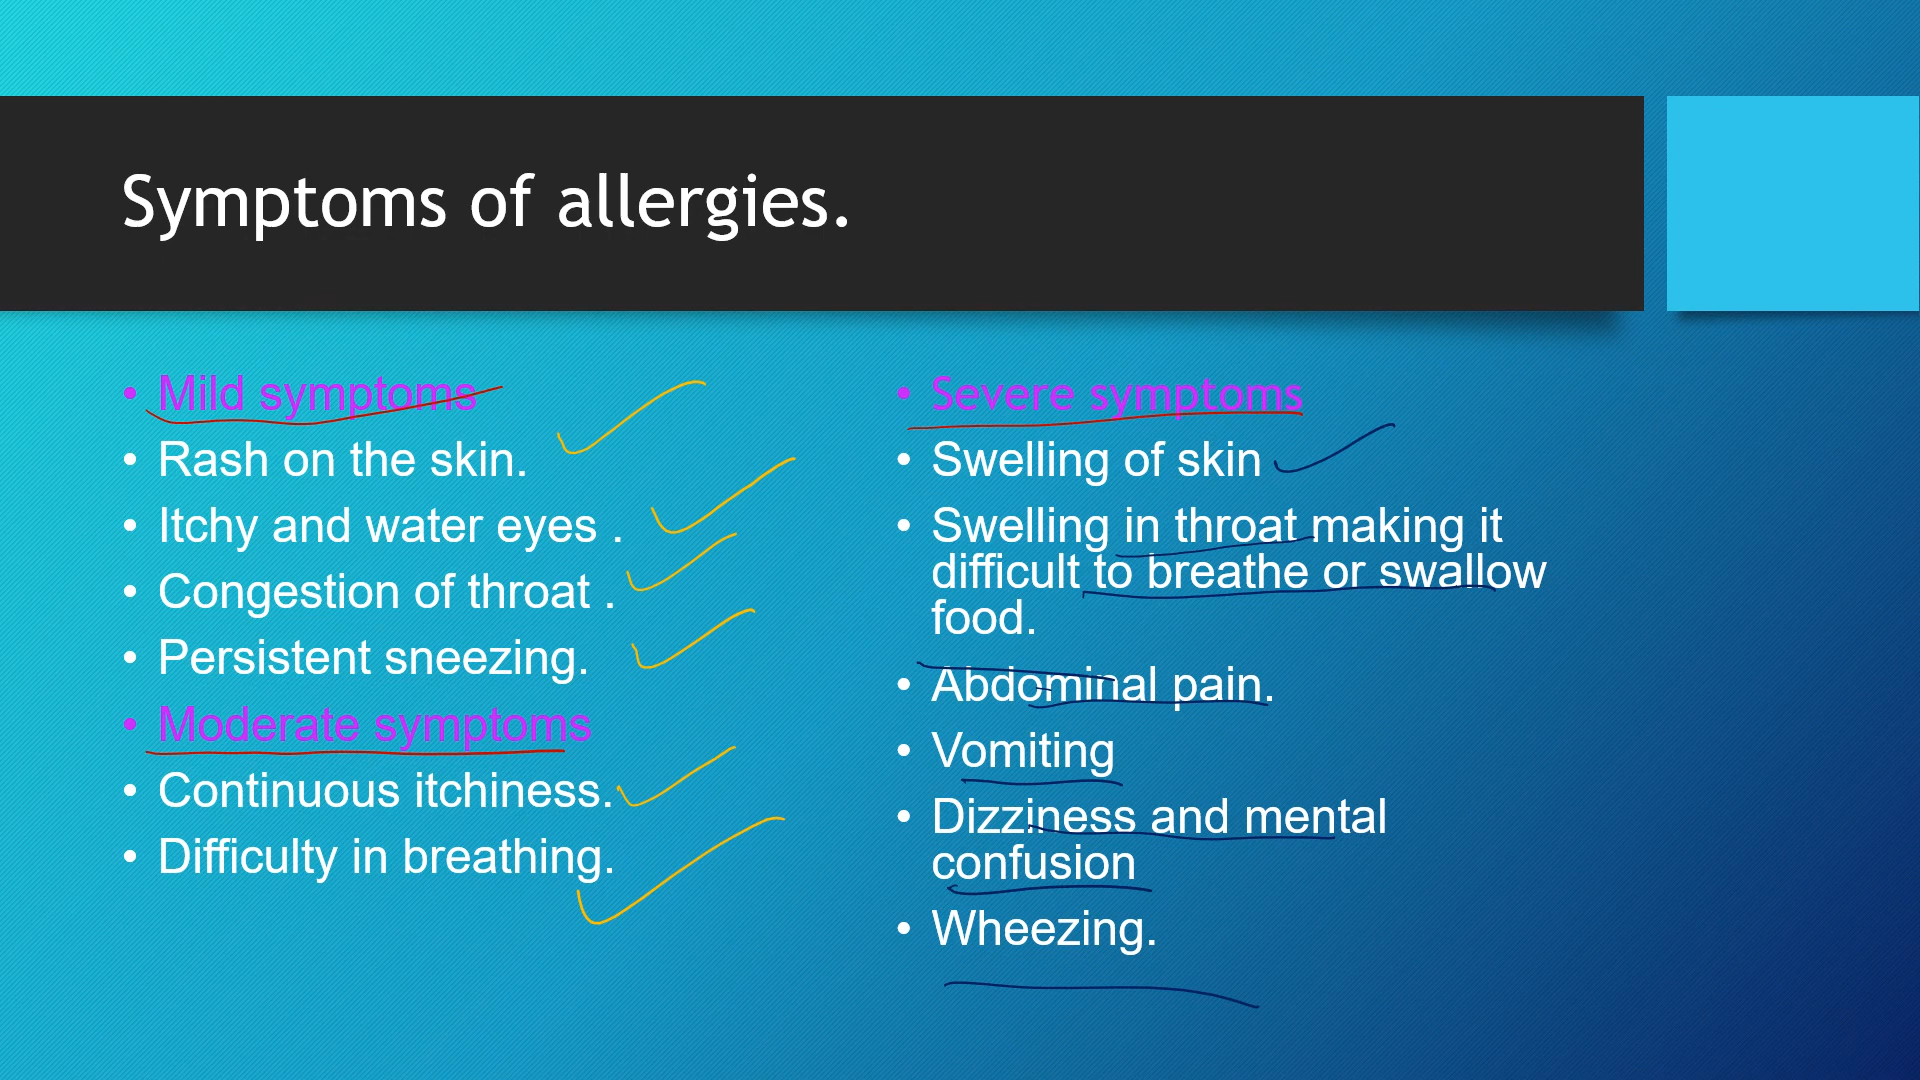 Symptoms of allergies.
• Mild symptoms
• Rash on the skin.
• Itchy and water eyes .
• Congestion of throat .
• Persistent sneezing.
• Moderate symptoms
• Continuous itchiness.
• Difficulty in breathing.
• Severe symptoms
• Swelling of skin
• Swelling in throat making it
difficult to breathe or swallow
food.
• Abdominal pain.
• Vomiting
• Dizziness and mental
confusion
• Wheezing.